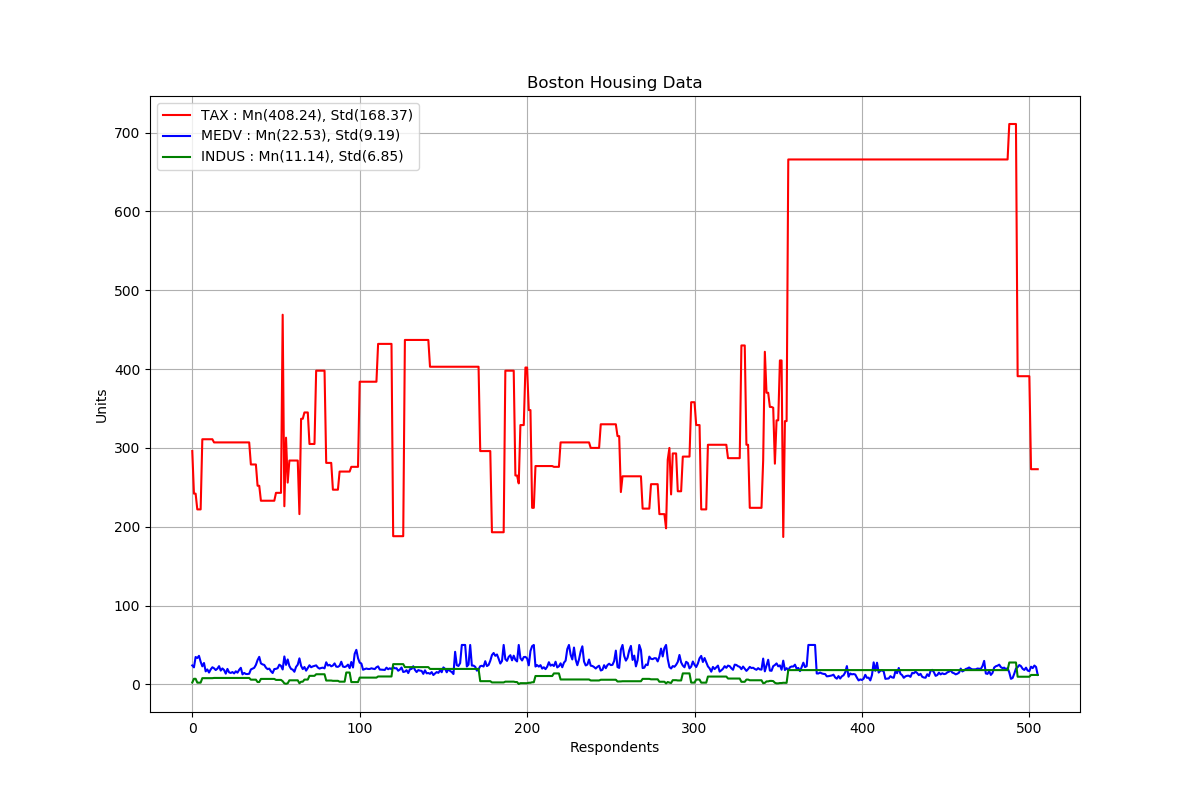 Boston Housing Data
TAX : Mn(408.24), Std(168.37)
MEDV : Mn(22.53), Std(9.19)
INDUS : Mn(11.14), Std(6.85)
700
600
500
400
300
200
100
0
Units
0 100 200 300 400 500
Respondents